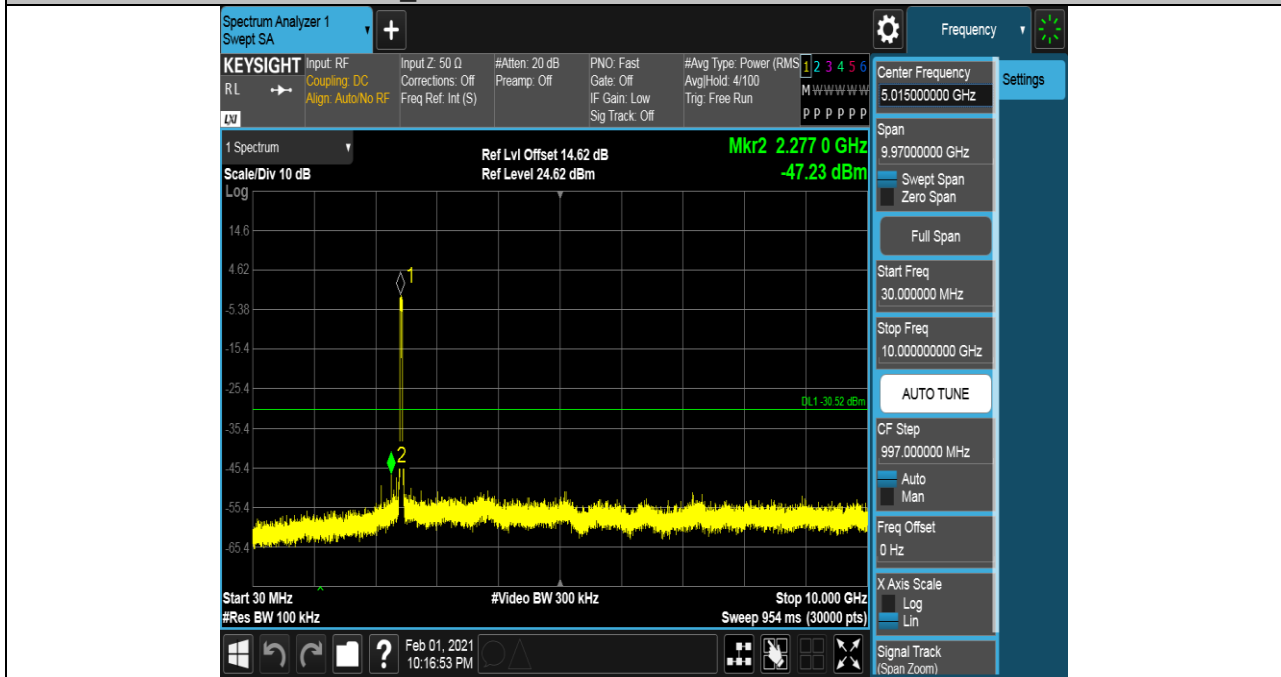 Spectrum Analyzer 1
Swept SA
+
Frequency
KEYSIGHT
RL
LXI
Input: RF
Coupling: DC
Align: Auto/No RF
Input Z: 50 Ω
Corrections: Off
Freq Ref: Int (S)
#Atten: 20 dB
Preamp: Off
PNO: Fast
Gate: Off
IF Gain: Low
Sig Track: Off
#Avg Type: Power (RMS
Avg|Hold: 4/100
Trig: Free Run
1 2 3 4 5 6
M W W W W W
P P P P P P
Center Frequency
5.015000000 GHz
Settings
1 Spectrum
Scale/Div 10 dB
Log
Ref Lvl Offset 14.62 dB
Ref Level 24.62 dBm
Mkr2 2.277 0 GHz
-47.23 dBm
14.6
4.62
-5.38
-15.4
-25.4
-35.4
-45.4
-55.4
-65.4
1
2
DL1 -30.52 dBm
Start 30 MHz
#Res BW 100 kHz
#Video BW 300 kHz
Stop 10.000 GHz
Sweep 954 ms (30000 pts)
Span
9.97000000 GHz
Swept Span
Zero Span
Full Span
Start Freq
30.000000 MHz
Stop Freq
10.000000000 GHz
AUTO TUNE
CF Step
997.000000 MHz
Auto
Man
Freq Offset
0 Hz
X Axis Scale
Log
Lin
Signal Track
(Span Zoom)
?
Feb 01, 2021
10:16:53 PM